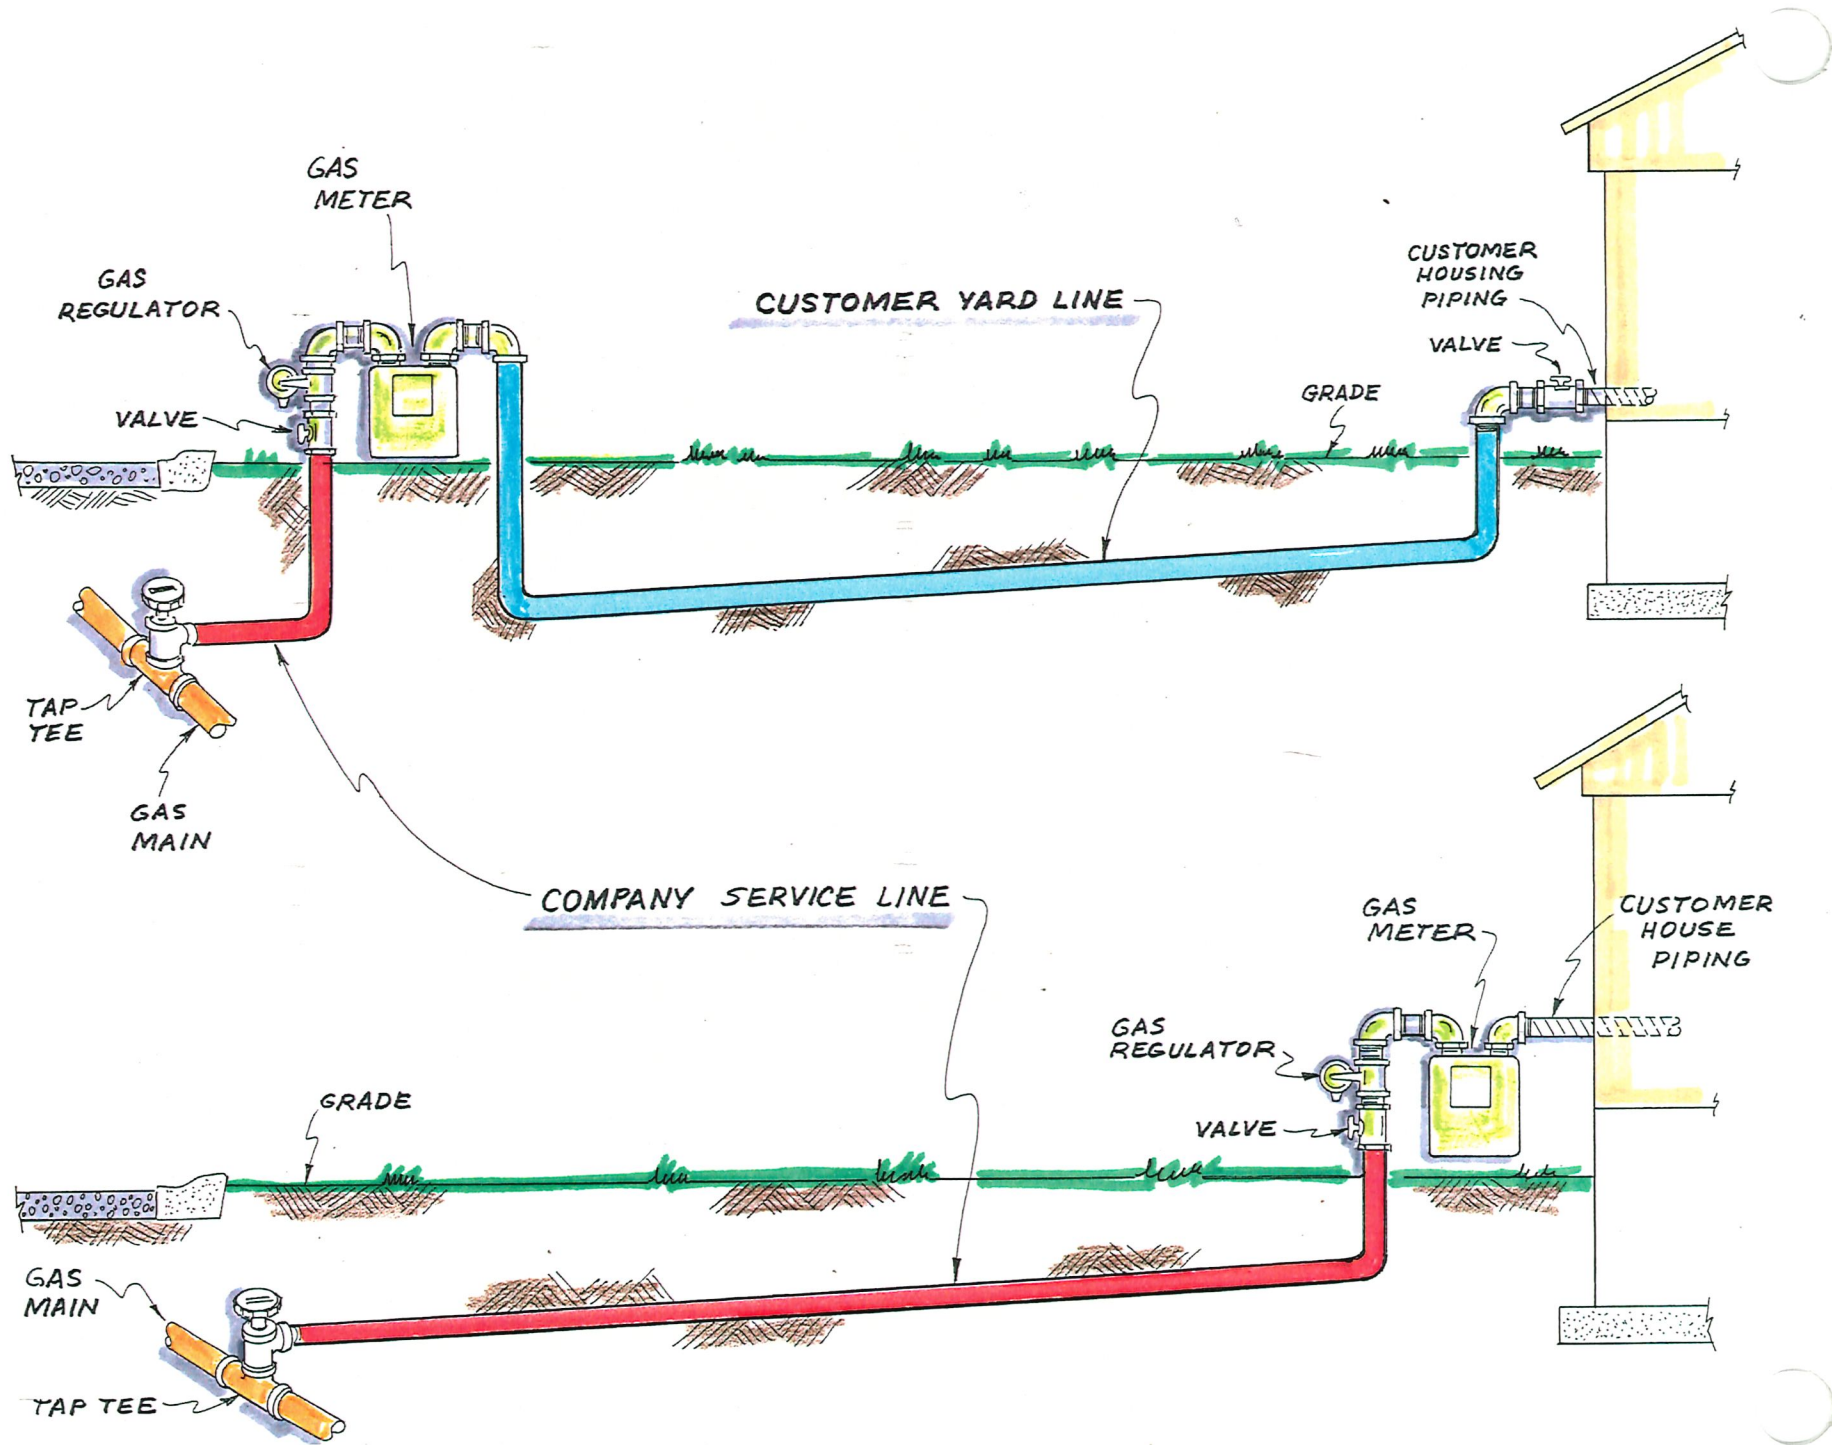 GAS
METER
GAS
REGULATOR
VALVE
CUSTOMER YARD LINE
CUSTOMER
HOUSING
PIPING
VALVE
GRADE
TAP
TEE
GAS
MAIN
COMPANY SERVICE LINE
GAS
METER
CUSTOMER
HOUSE
PIPING
GAS
REGULATOR
VALVE
GRADE
GAS
MAIN
TAP TEE